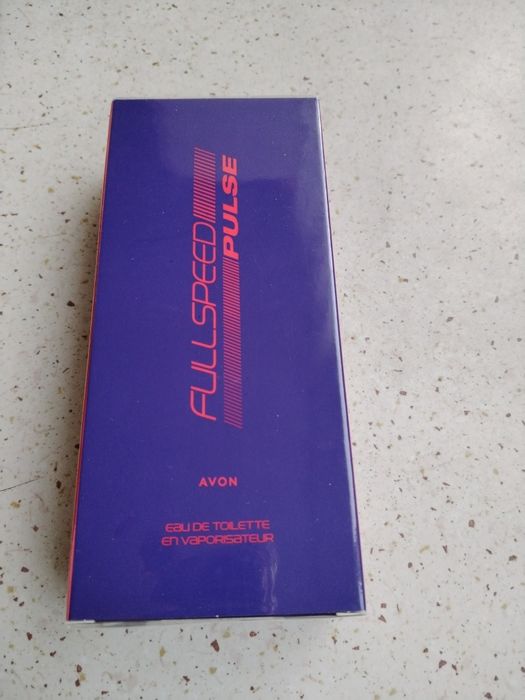 FULLSPEED
PULSE
AVON
EAU DE TOILETTE
EN VAPORISATEUR